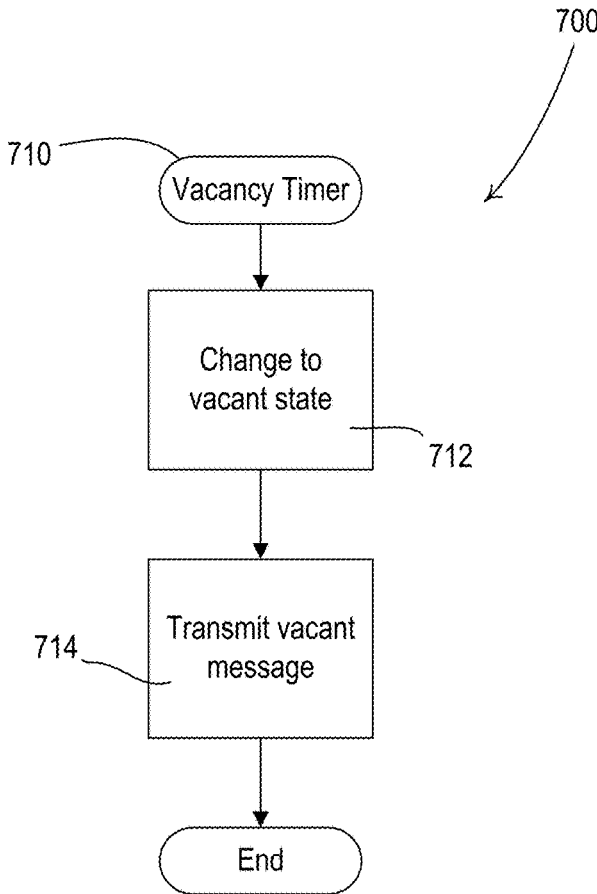 700
710
Vacancy Timer
Change to
vacant state
712
Transmit vacant
message
714
End